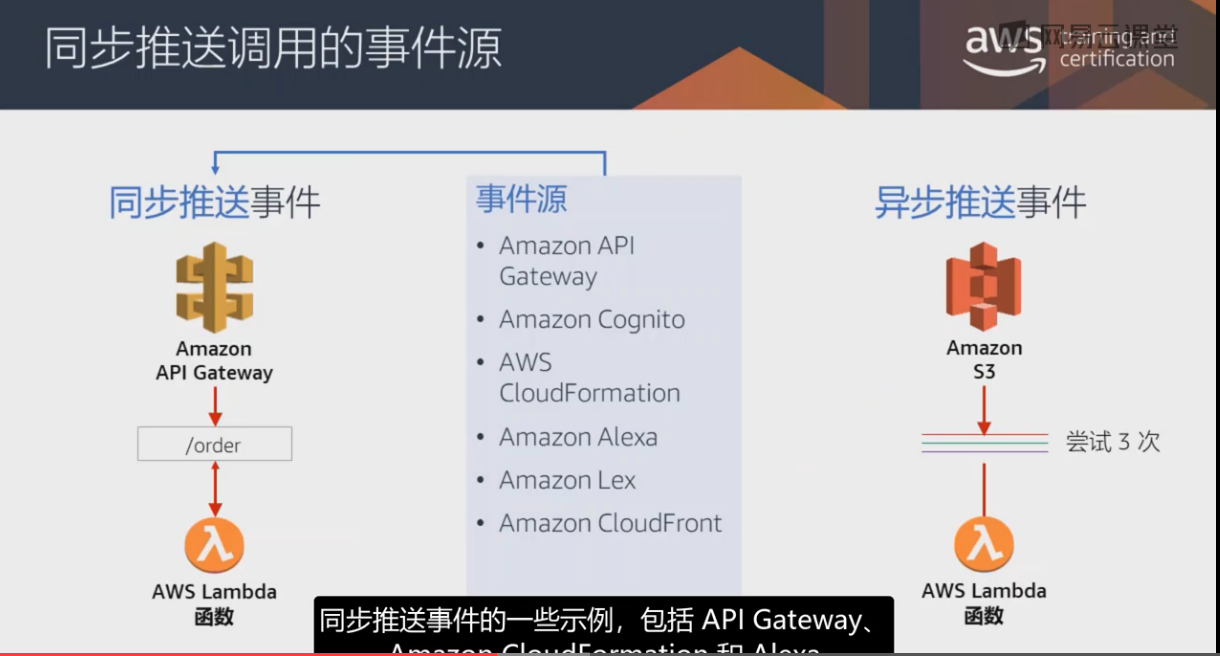 同步推送调用的事件源
aws
网易云课堂
training and
certification
同步推送事件
Amazon
API Gateway
/order
AWS Lambda
函数
事件源
• Amazon API
Gateway
• Amazon Cognito
• AWS
CloudFormation
• Amazon Alexa
• Amazon Lex
• Amazon CloudFront
异步推送事件
Amazon
S3
尝试 3 次
AWS Lambda
函数
同步推送事件的一些示例，包括 API Gateway、
Amazon CloudFormation 和 Alexa